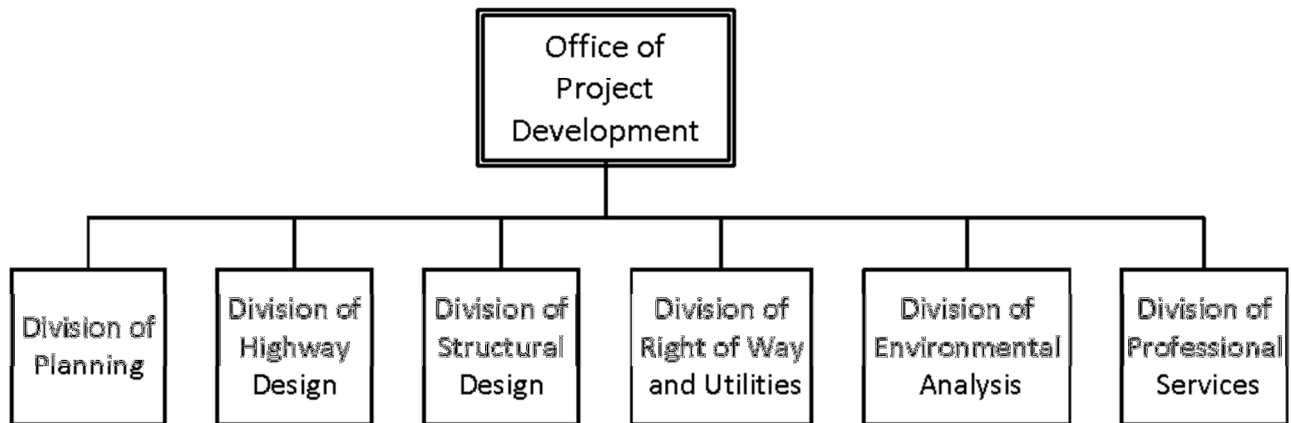 Office of
Project
Development
Division of
Planning
Division of
Highway
Design
Division of
Structural
Design
Division of
Right of Way
and Utilities
Division of
Environmental
Analysis
Division of
Professional
Services